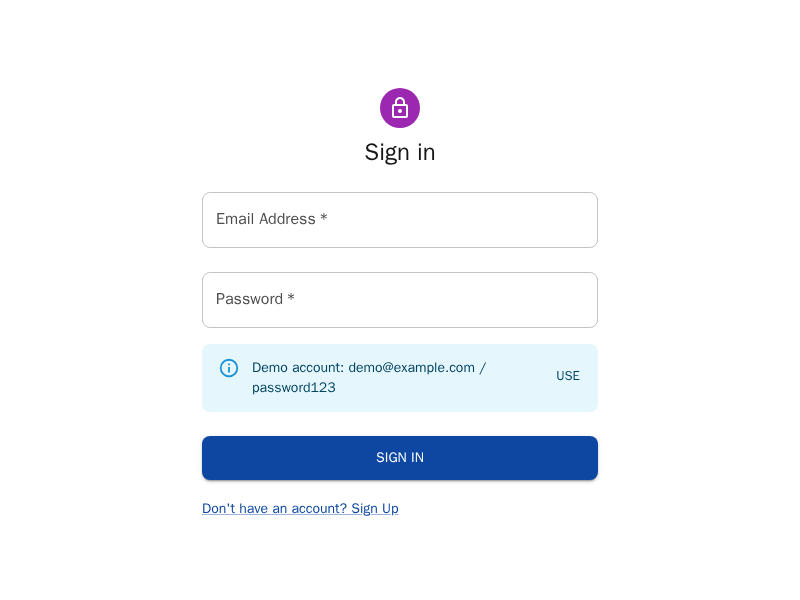 Sign in
Email Address *
Password *
Demo account: demo@example.com /
password123
USE
SIGN IN
Don't have an account? Sign Up